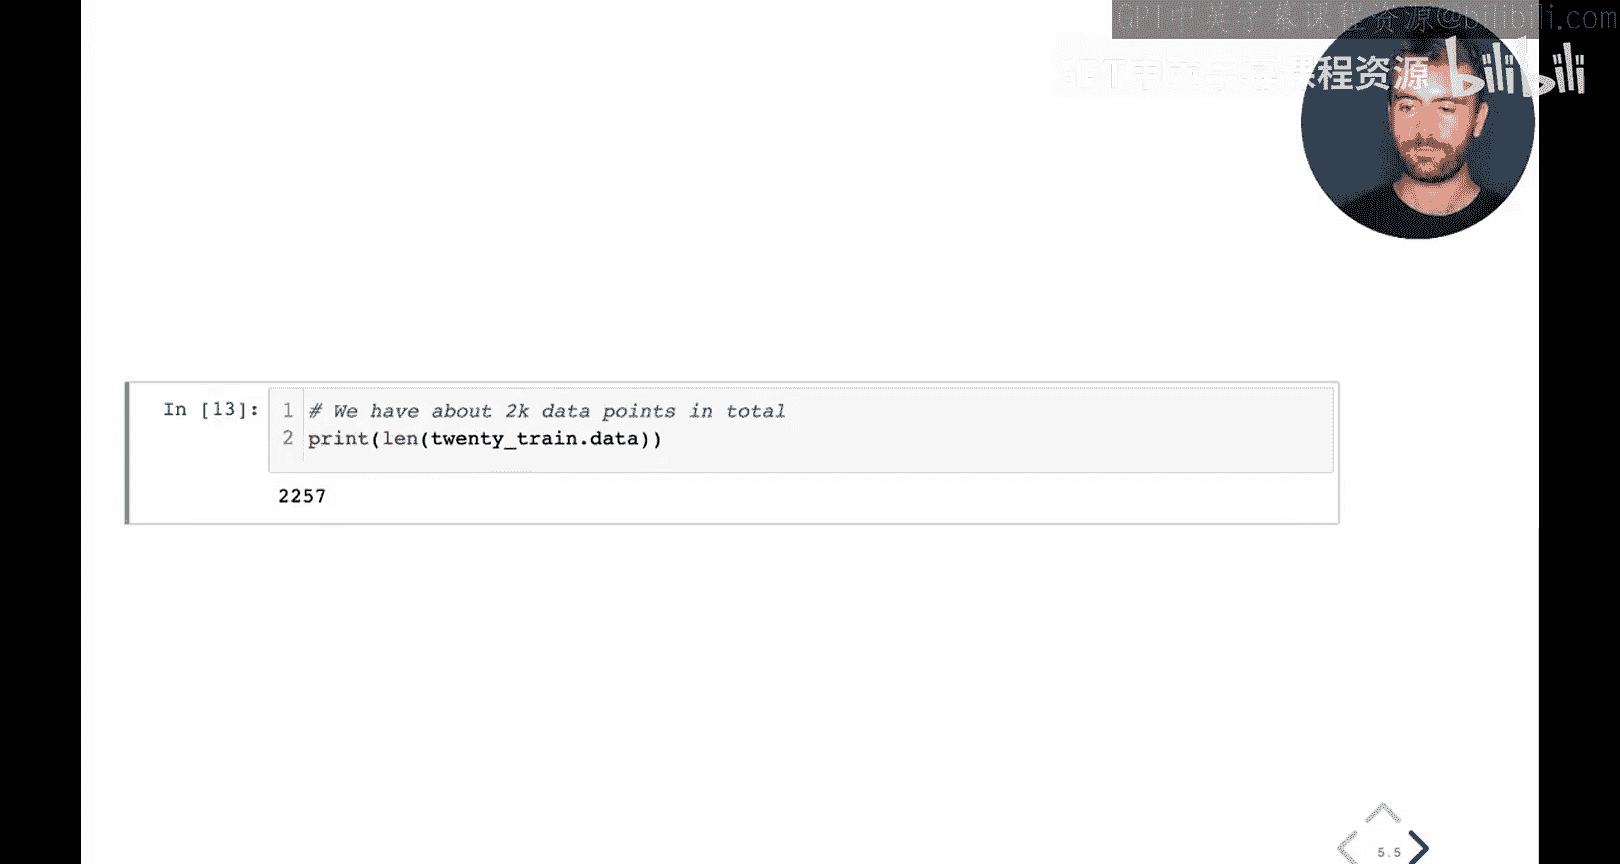 GPT中英字幕课程资源@bilibili.com
课程资源 bilibili
In [13]:
1 # We have about 2k data points in total
2 print(len(twenty_train.data))
2257
5.5